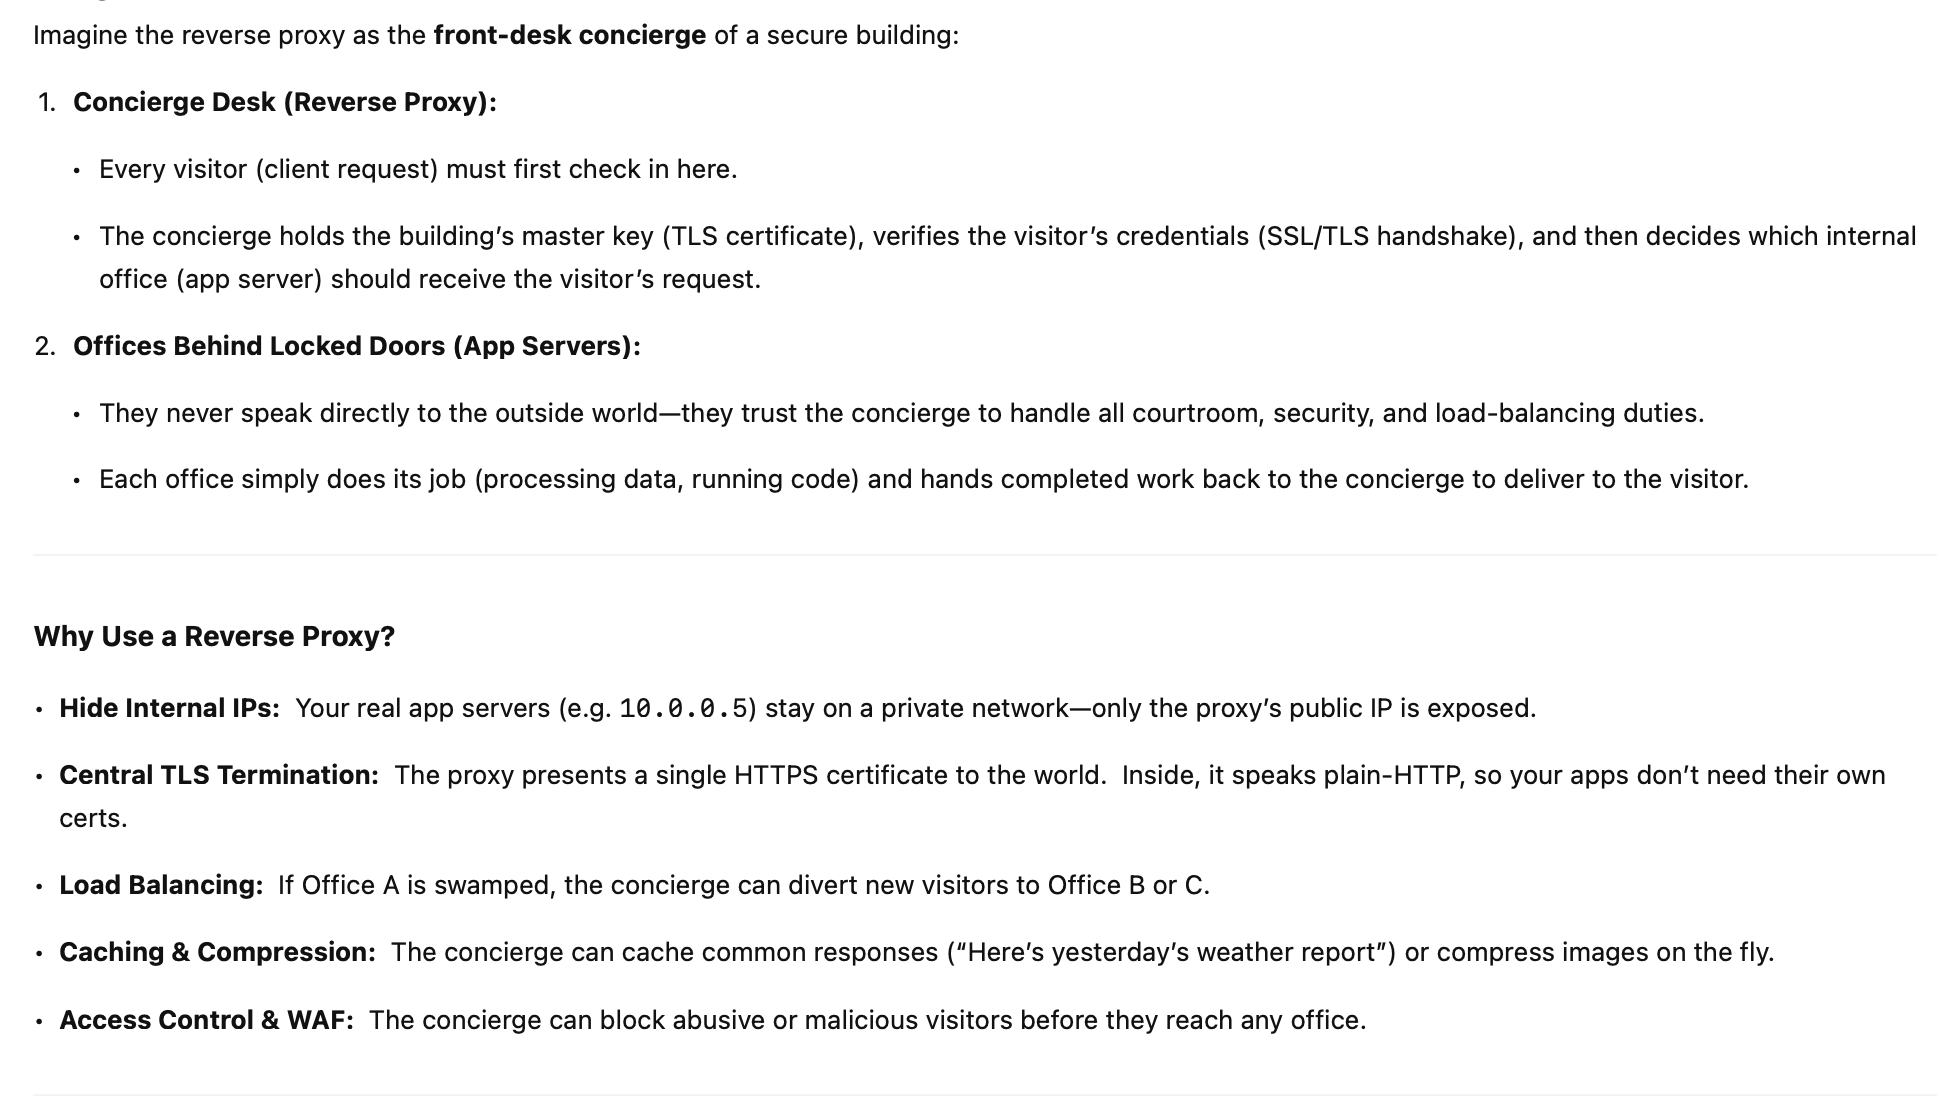 Imagine the reverse proxy as the front-desk concierge of a secure building:
1. Concierge Desk (Reverse Proxy):
• Every visitor (client request) must first check in here.
• The concierge holds the building’s master key (TLS certificate), verifies the visitor’s credentials (SSL/TLS handshake), and then decides which internal
office (app server) should receive the visitor’s request.
2. Offices Behind Locked Doors (App Servers):
• They never speak directly to the outside world—they trust the concierge to handle all courtroom, security, and load-balancing duties.
• Each office simply does its job (processing data, running code) and hands completed work back to the concierge to deliver to the visitor.
Why Use a Reverse Proxy?
• Hide Internal IPs: Your real app servers (e.g. 10.0.0.5) stay on a private network—only the proxy’s public IP is exposed.
• Central TLS Termination: The proxy presents a single HTTPS certificate to the world. Inside, it speaks plain-HTTP, so your apps don’t need their own
certs.
• Load Balancing: If Office A is swamped, the concierge can divert new visitors to Office B or C.
• Caching & Compression: The concierge can cache common responses (“Here’s yesterday’s weather report”) or compress images on the fly.
• Access Control & WAF: The concierge can block abusive or malicious visitors before they reach any office.